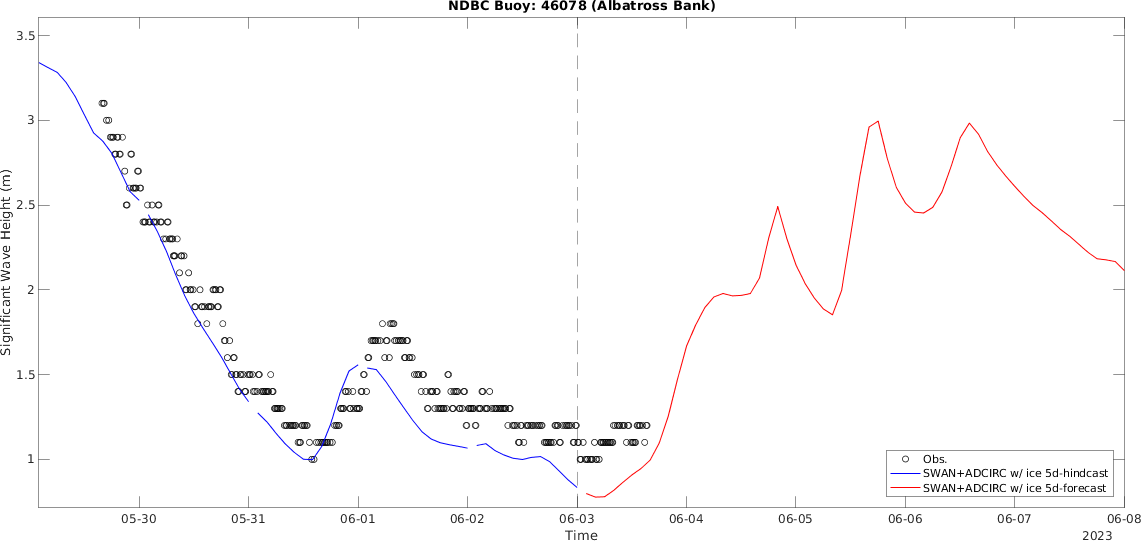 NDBC Buoy: 46078 (Albatross Bank)
3.5
3
2.5
2
1.5
1
Significant Wave Height (m)
Obs.
SWAN+ADCIRC w/ ice 5d-hindcast
SWAN+ADCIRC w/ ice 5d-forecast
05-30 05-31 06-01 06-02 06-03 06-04 06-05 06-06 06-07 06-08
Time
2023